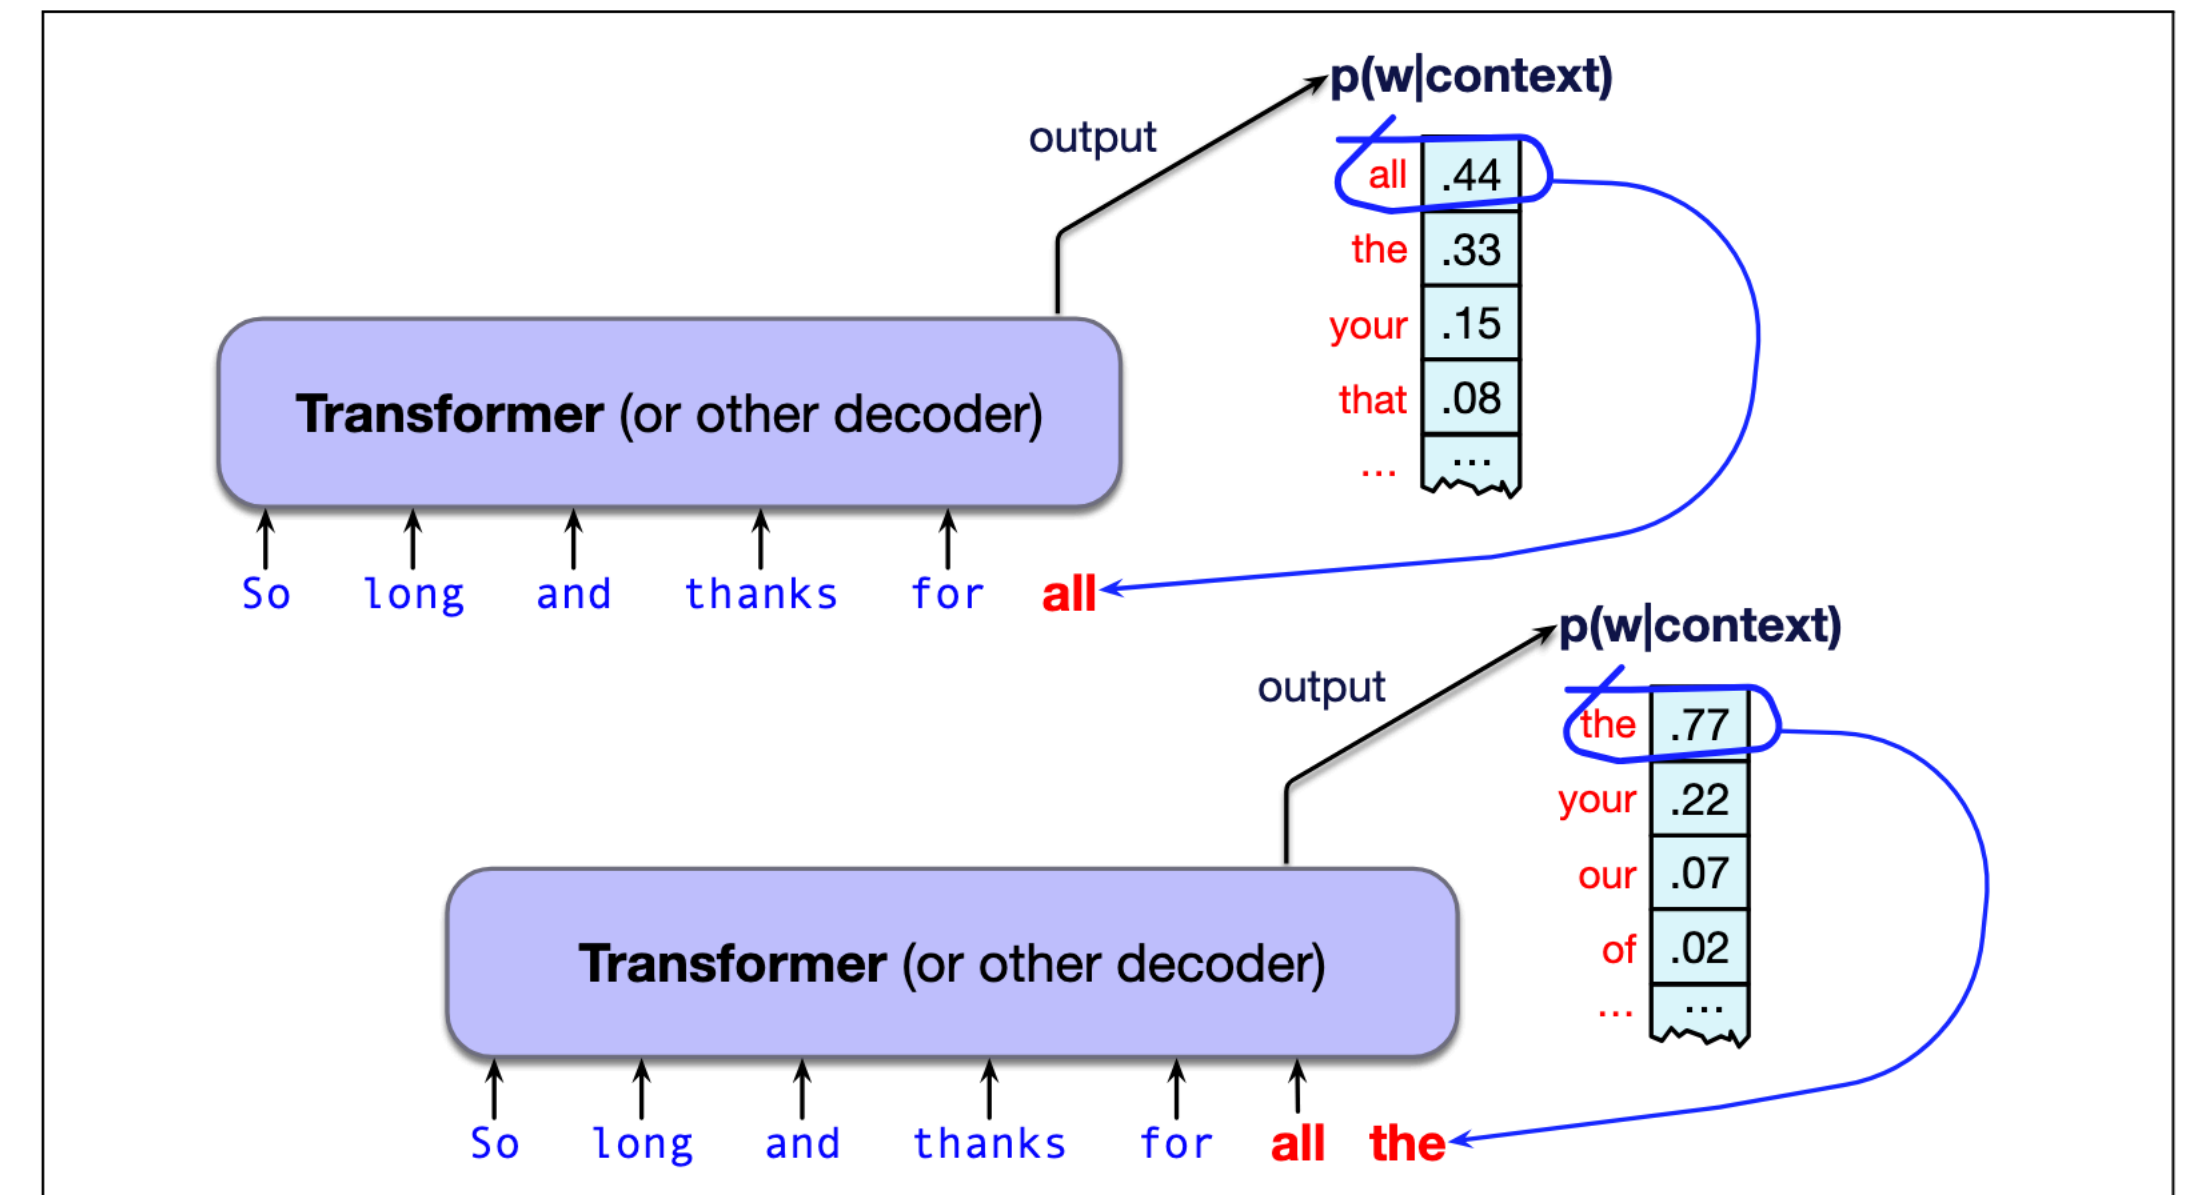 p(w|context)
output
all .44
the .33
your .15
that .08
... ...
Transformer (or other decoder)
So long and thanks for all
p(w|context)
output
the .77
your .22
our .07
of .02
... ...
Transformer (or other decoder)
So long and thanks for all the